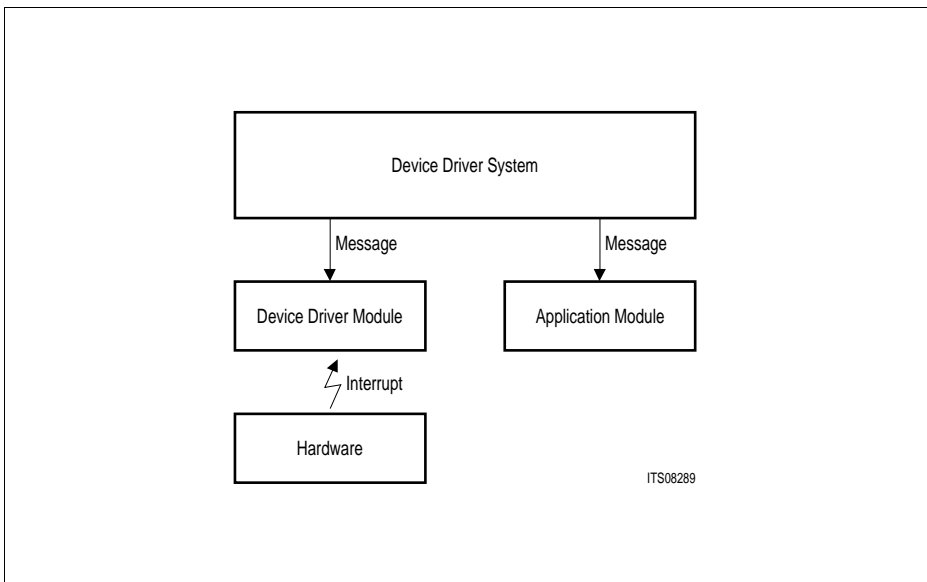 Device Driver System
Message
Message
Device Driver Module
Application Module
Interrupt
Hardware
ITS08289